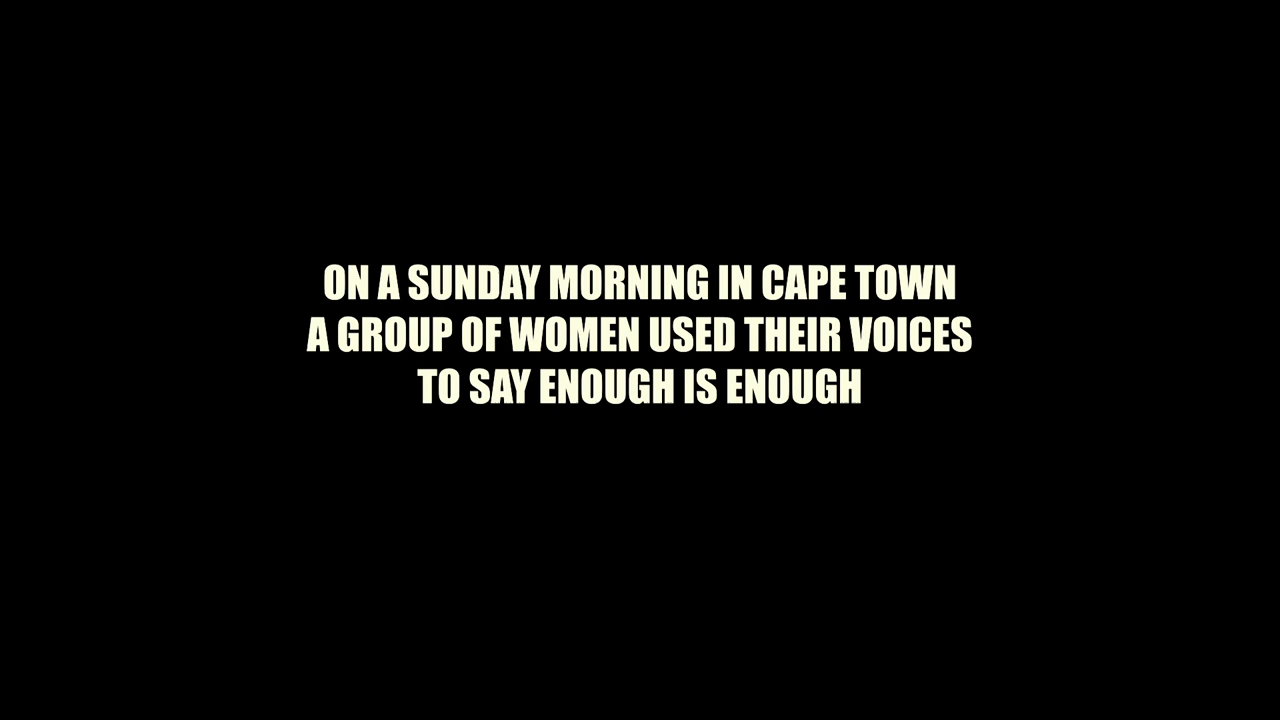 ON A SUNDAY MORNING IN CAPE TOWN
A GROUP OF WOMEN USED THEIR VOICES
TO SAY ENOUGH IS ENOUGH